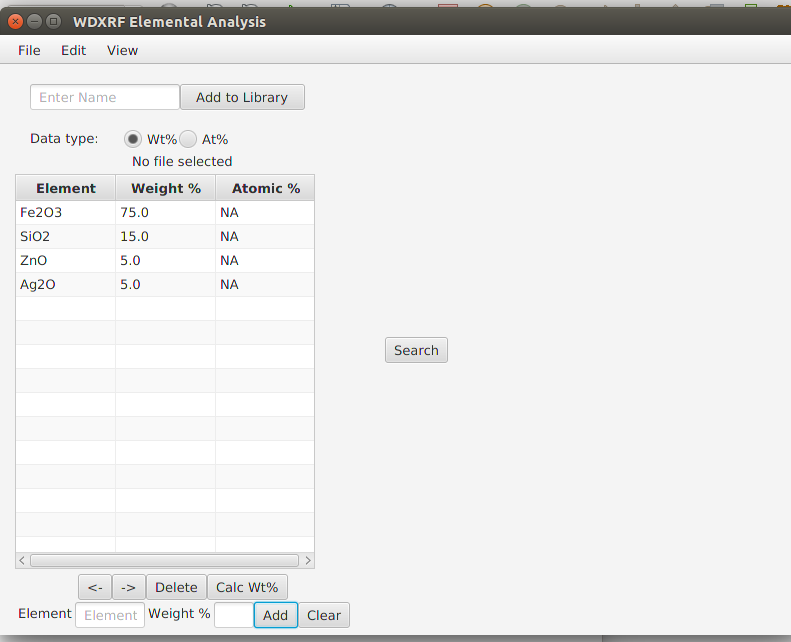 WDXRF Elemental Analysis
File Edit View
Enter Name Add to Library
Data type: Wt% At%
No file selected
Element Weight % Atomic %
Fe2O3 75.0 NA
SiO2 15.0 NA
ZnO 5.0 NA
Ag2O 5.0 NA
Search
<- -> Delete Calc Wt%
Element Element Weight % Add Clear